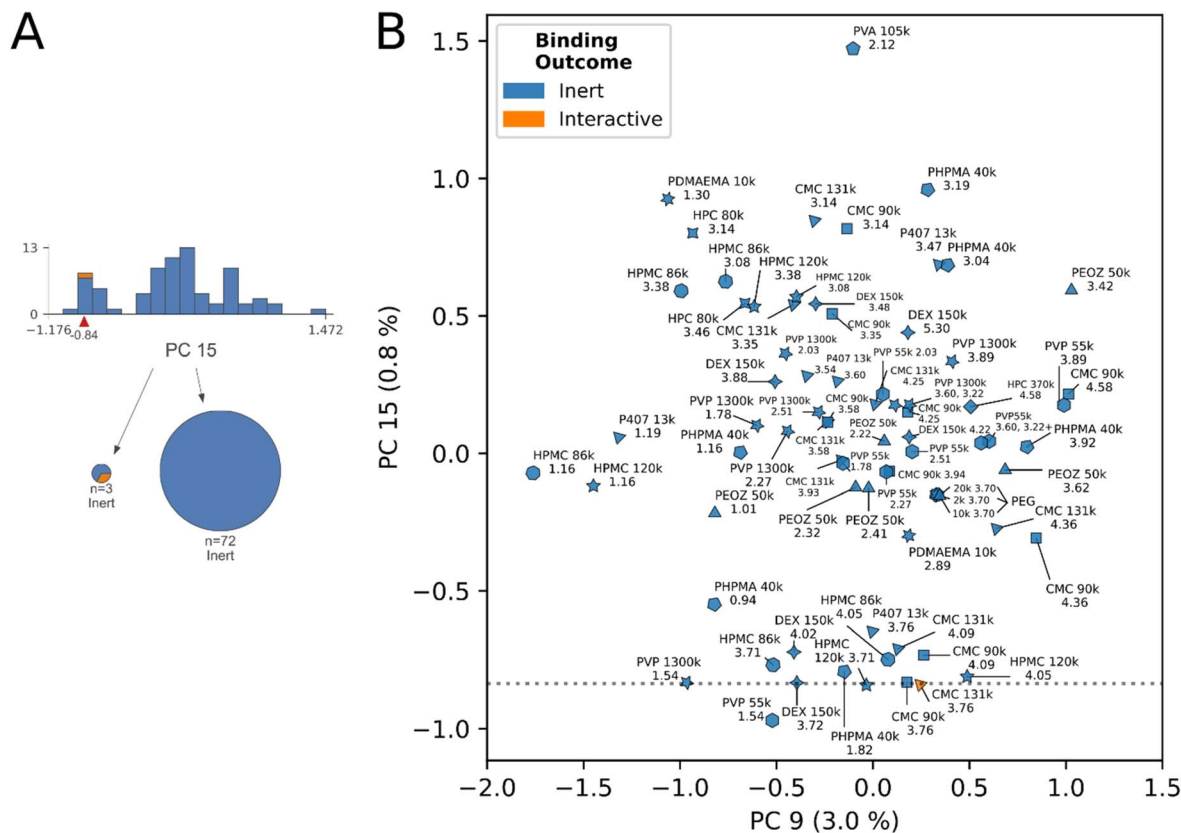 A
13
0
−1.176
-0.84
1.472
PC 15
n=3
Inert
n=72
Inert
B
Binding
Outcome
Inert
Interactive
PC 15 (0.8 %)
1.5
1.0
0.5
0.0
−0.5
−1.0
−2.0
−1.5
−1.0
−0.5
0.0
0.5
1.0
1.5
PC 9 (3.0 %)
PVA 105k
2.12
PHPMA 40k
3.19
PDMAEMA 10k
1.30
CMC 131k
3.14
CMC 90k
3.14
HPC 80k
3.14
P407 13k
3.47
PHPMA 40k
3.04
HPMC 86k
3.08
HPMC 120k
3.38
HPMC 120k
3.08
PEOZ 50k
3.42
HPMC 86k
3.38
DEX 150k
3.48
HPC 80k
3.46
CMC 131k
3.35
CMC 90k
3.35
DEX 150k
5.30
PVP 1300k
2.03
PVP 55k 2.03
PVP 1300k
3.89
PVP 55k
3.89
DEX 150k
3.88
P407 13k
3.54
3.60
CMC 131k
4.25
CMC 90k
4.58
PVP 1300k
3.60, 3.22
HPC 370k
4.58
PVP 1300k
1.78
PVP 1300k
2.51
CMC 90k
3.58
CMC 90k
4.25
P407 13k
1.19
PEOZ 50k
2.22
DEX 150k 4.22
PVP55k
3.60, 3.22+
PHPMA 40k
3.92
PHPMA 40k
1.16
CMC 131k
3.58
PVP 55k
1.78
PVP 55k
2.51
HPMC 86k
1.16
HPMC 120k
1.16
PVP 1300k
2.27
CMC 131k
3.93
PVP 55k
2.27
CMC 90k 3.94
PEOZ 50k
3.62
PEOZ 50k
1.01
20k 3.70
2k 3.70
10k 3.70
PEG
PEOZ 50k
2.32
PEOZ 50k
2.41
CMC 131k
4.36
PDMAEMA 10k
2.89
CMC 90k
4.36
PHPMA 40k
0.94
HPMC 86k
4.05
P407 13k
3.76
DEX 150k
4.02
CMC 131k
4.09
HPMC 86k
3.71
HPMC
120k 3.71
CMC 90k
4.09
PVP 1300k
1.54
HPMC 120k
4.05
CMC 131k
3.76
PVP 55k
1.54
DEX 150k
3.72
CMC 90k
3.76
PHPMA 40k
1.82